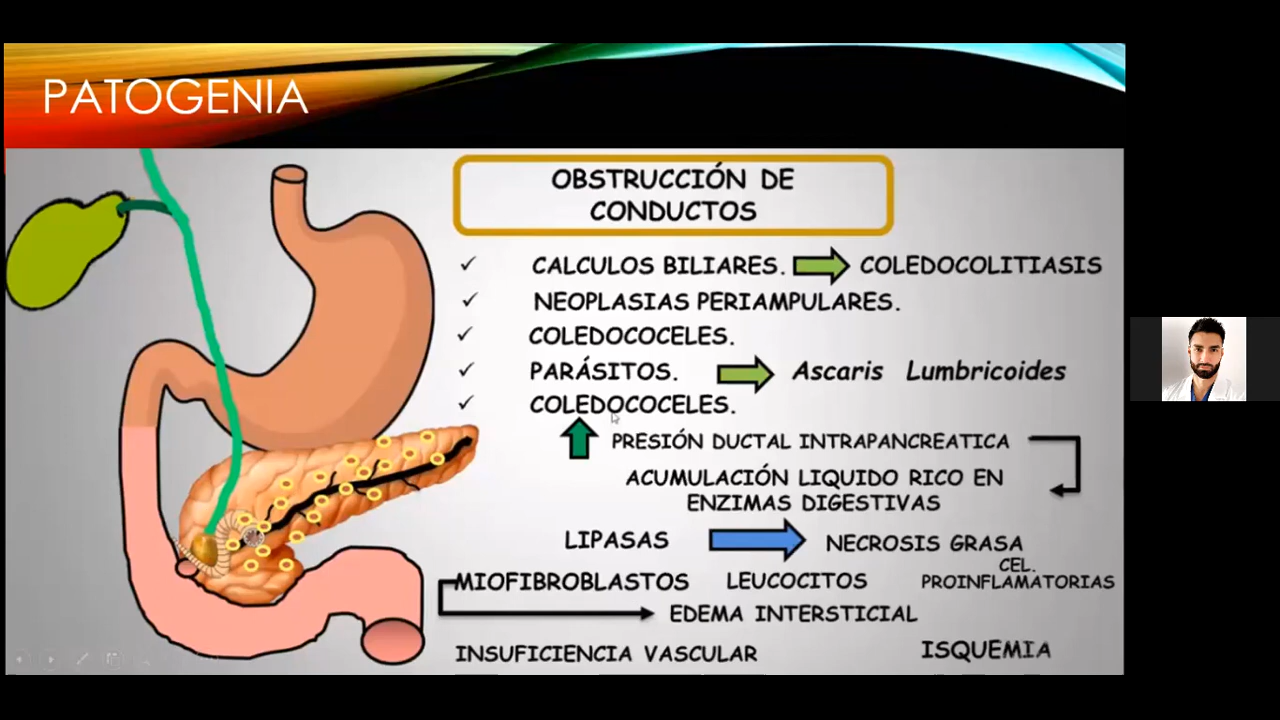 PATOGENIA
OBSTRUCCIÓN DE
CONDUCTOS
✓ CALCULOS BILIARES. COLEDOCOLITIASIS
✓ NEOPLASIAS PERIAMPULARES.
✓ COLEDOCOCELES.
✓ PARÁSITOS. Ascaris Lumbricoides
✓ COLEDOCOCELES.
PRESIÓN DUCTAL INTRAPANCREATICA
ACUMULACIÓN LIQUIDO RICO EN
ENZIMAS DIGESTIVAS
LIPASAS NECROSIS GRASA
MIOFIBROBLASTOS LEUCOCITOS CEL.
PROINFLAMATORIAS
EDEMA INTERSTICIAL
INSUFICIENCIA VASCULAR ISQUEMIA